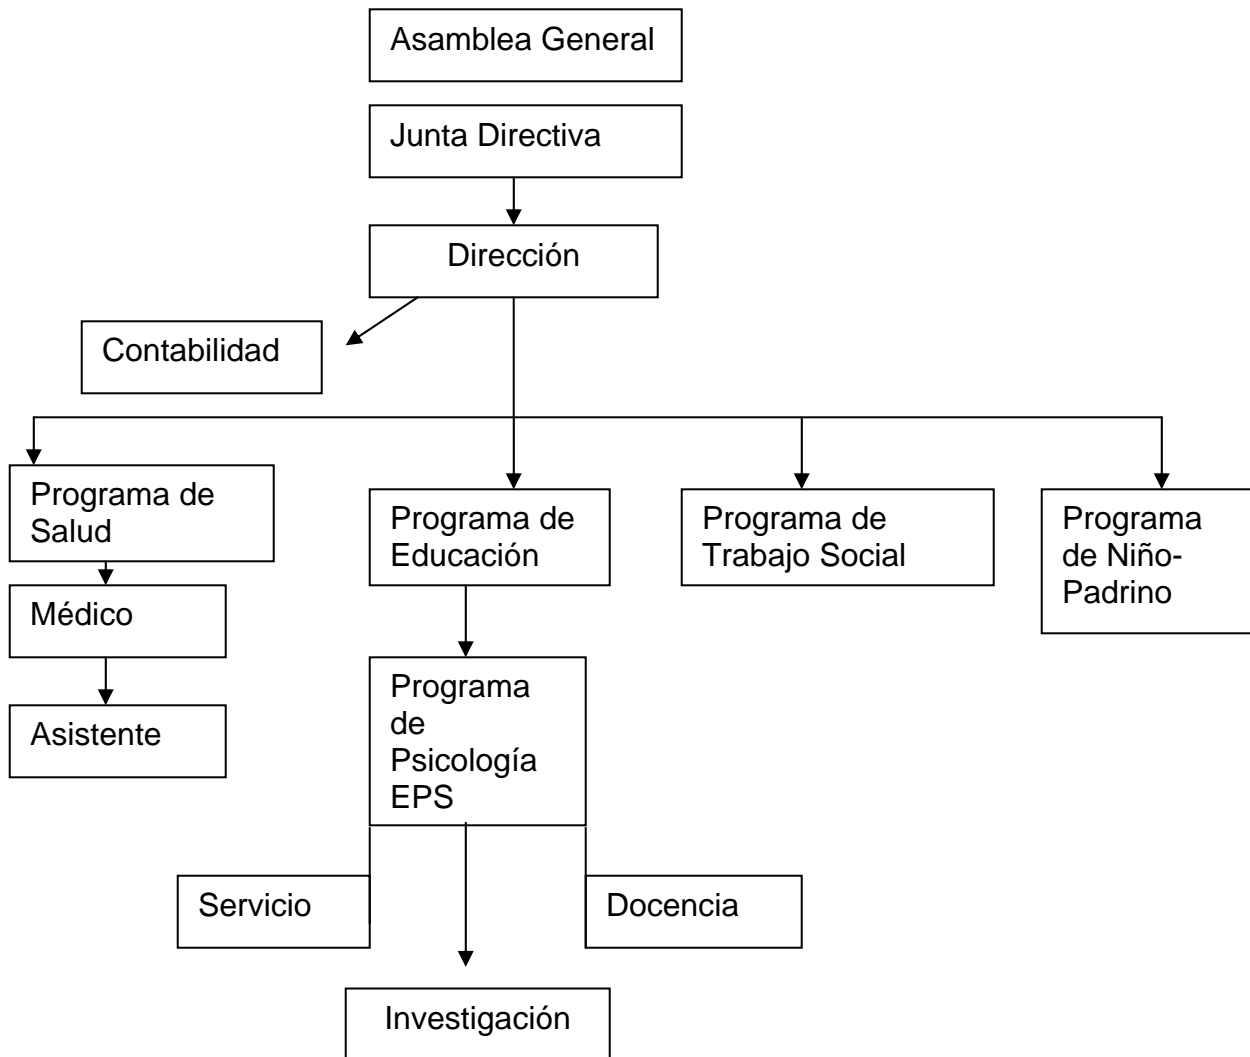 Asamblea General
Junta Directiva
Dirección
Contabilidad
Programa de
Salud
Programa de
Educación
Programa de
Trabajo Social
Programa
de Niño-
Padrino
Médico
Asistente
Programa
de
Psicología
EPS
Servicio
Docencia
Investigación